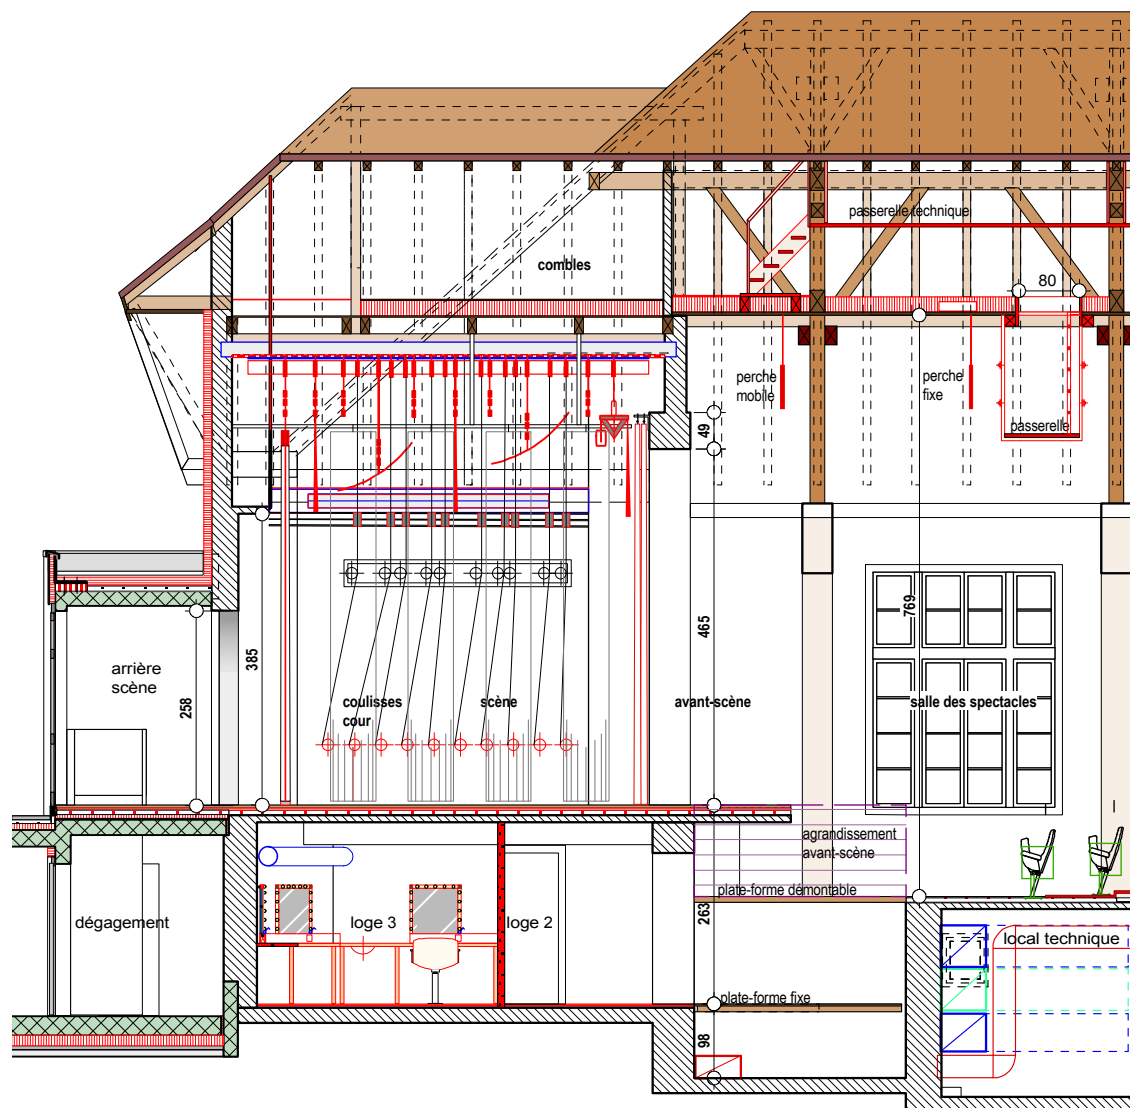 passerelle technique
combles
80
perche
mobile
perche
fixe
49
passerelle
769
465
385
arrière
scène
258
coulisses
cour
scène
avant-scène
salle des spectacles
agrandissement
avant-scène
plate-forme démontable
263
dégagement
loge 3
loge 2
local technique
plate-forme fixe
98